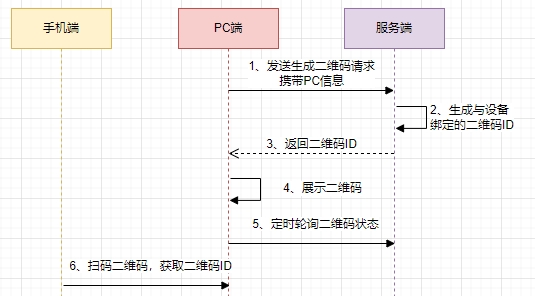 手机端
PC端
服务端
1、发送生成二维码请求
携带PC信息
2、生成与设备
绑定的二维码ID
3、返回二维码ID
4、展示二维码
5、定时轮询二维码状态
6、扫码二维码，获取二维码ID